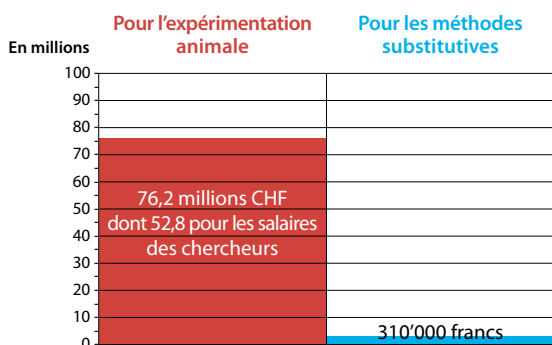 Pour l'expérimentation
animale
Pour les méthodes
substitutives
En millions
100
90
80
70
60
50
40
30
20
10
0
76,2 millions CHF
dont 52,8 pour les salaires
des chercheurs
310'000 francs